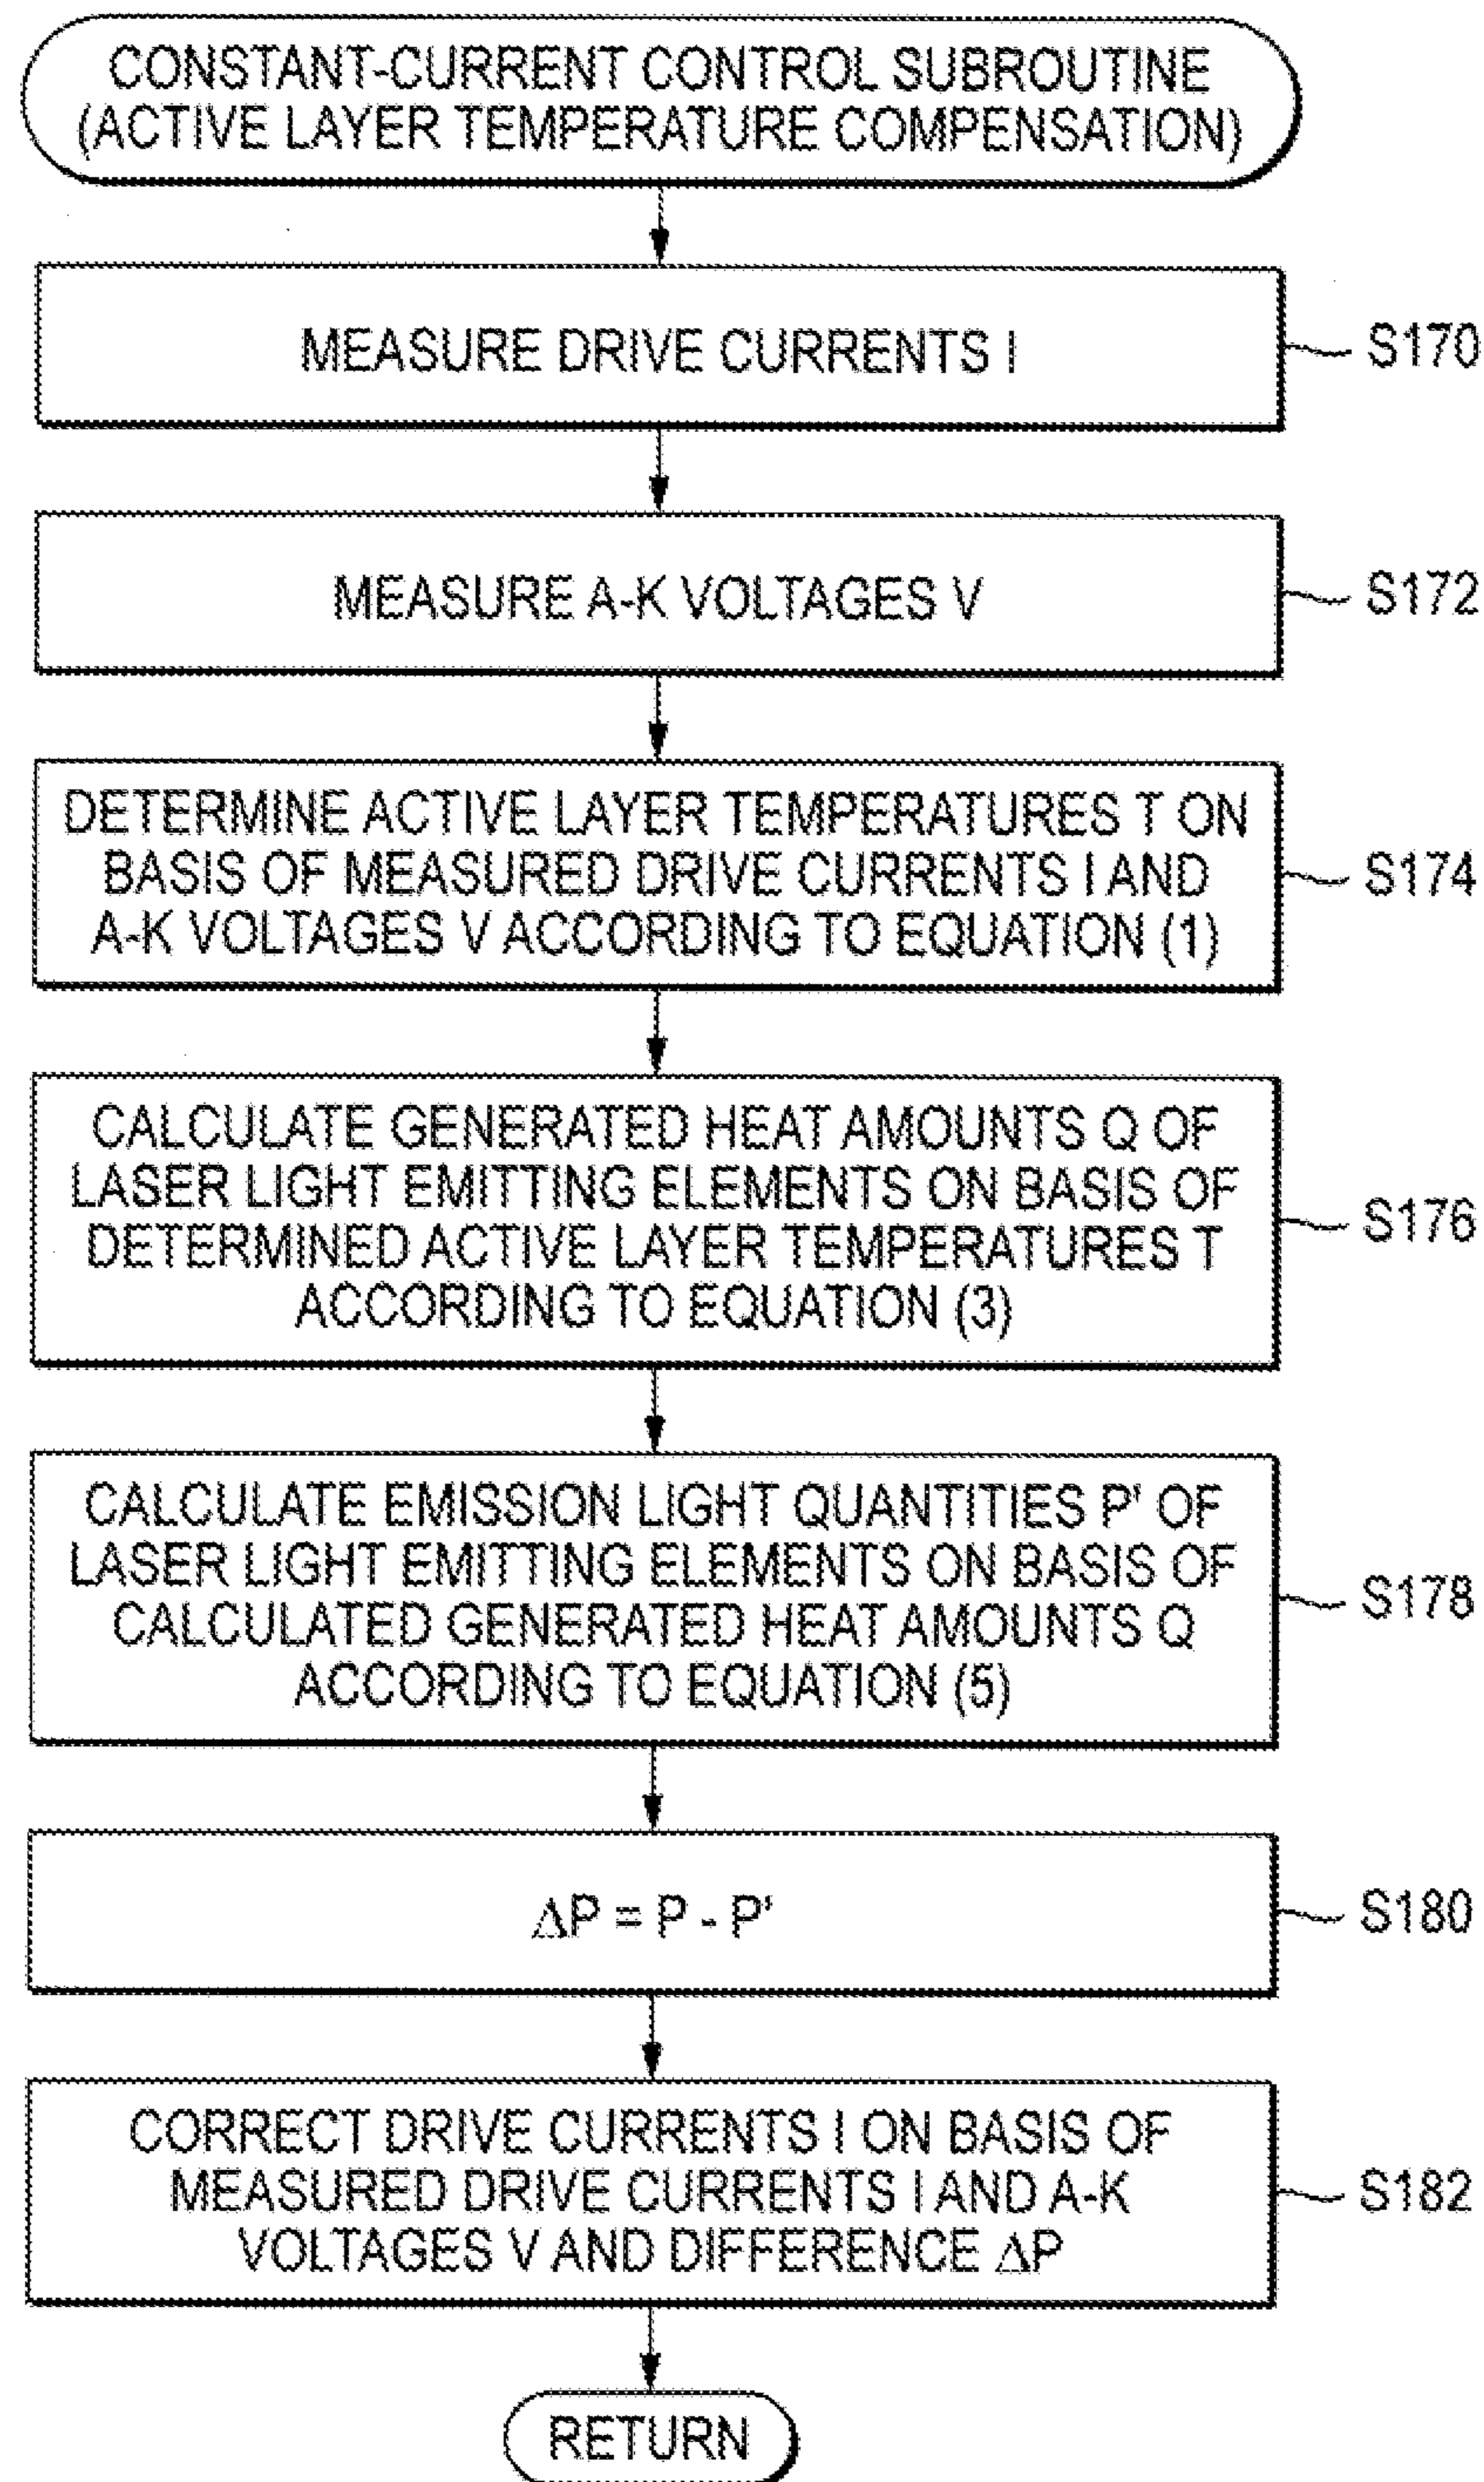 CONSTANT-CURRENT CONTROL SUBROUTINE
(ACTIVE LAYER TEMPERATURE COMPENSATION)
MEASURE DRIVE CURRENTS I
S170
MEASURE A-K VOLTAGES V
S172
DETERMINE ACTIVE LAYER TEMPERATURES T ON
BASIS OF MEASURED DRIVE CURRENTS I AND
A-K VOLTAGES V ACCORDING TO EQUATION (1)
S174
CALCULATE GENERATED HEAT AMOUNTS Q OF
LASER LIGHT EMITTING ELEMENTS ON BASIS OF
DETERMINED ACTIVE LAYER TEMPERATURES T
ACCORDING TO EQUATION (3)
S176
CALCULATE EMISSION LIGHT QUANTITIES P' OF
LASER LIGHT EMITTING ELEMENTS ON BASIS OF
CALCULATED GENERATED HEAT AMOUNTS Q
ACCORDING TO EQUATION (5)
S178
ΔP = P - P'
S180
CORRECT DRIVE CURRENTS I ON BASIS OF
MEASURED DRIVE CURRENTS I AND A-K
VOLTAGES V AND DIFFERENCE ΔP
S182
RETURN